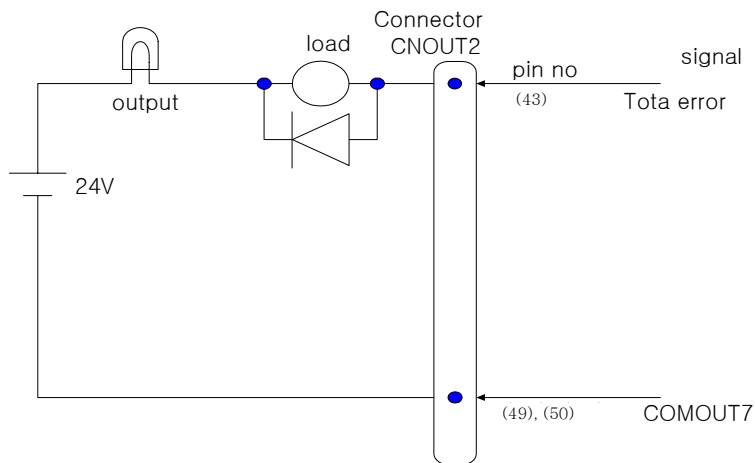 Connector
CNOUT2
load
signal
pin no
(43)
output
Tota error
24V
(49), (50)
COMOUT7